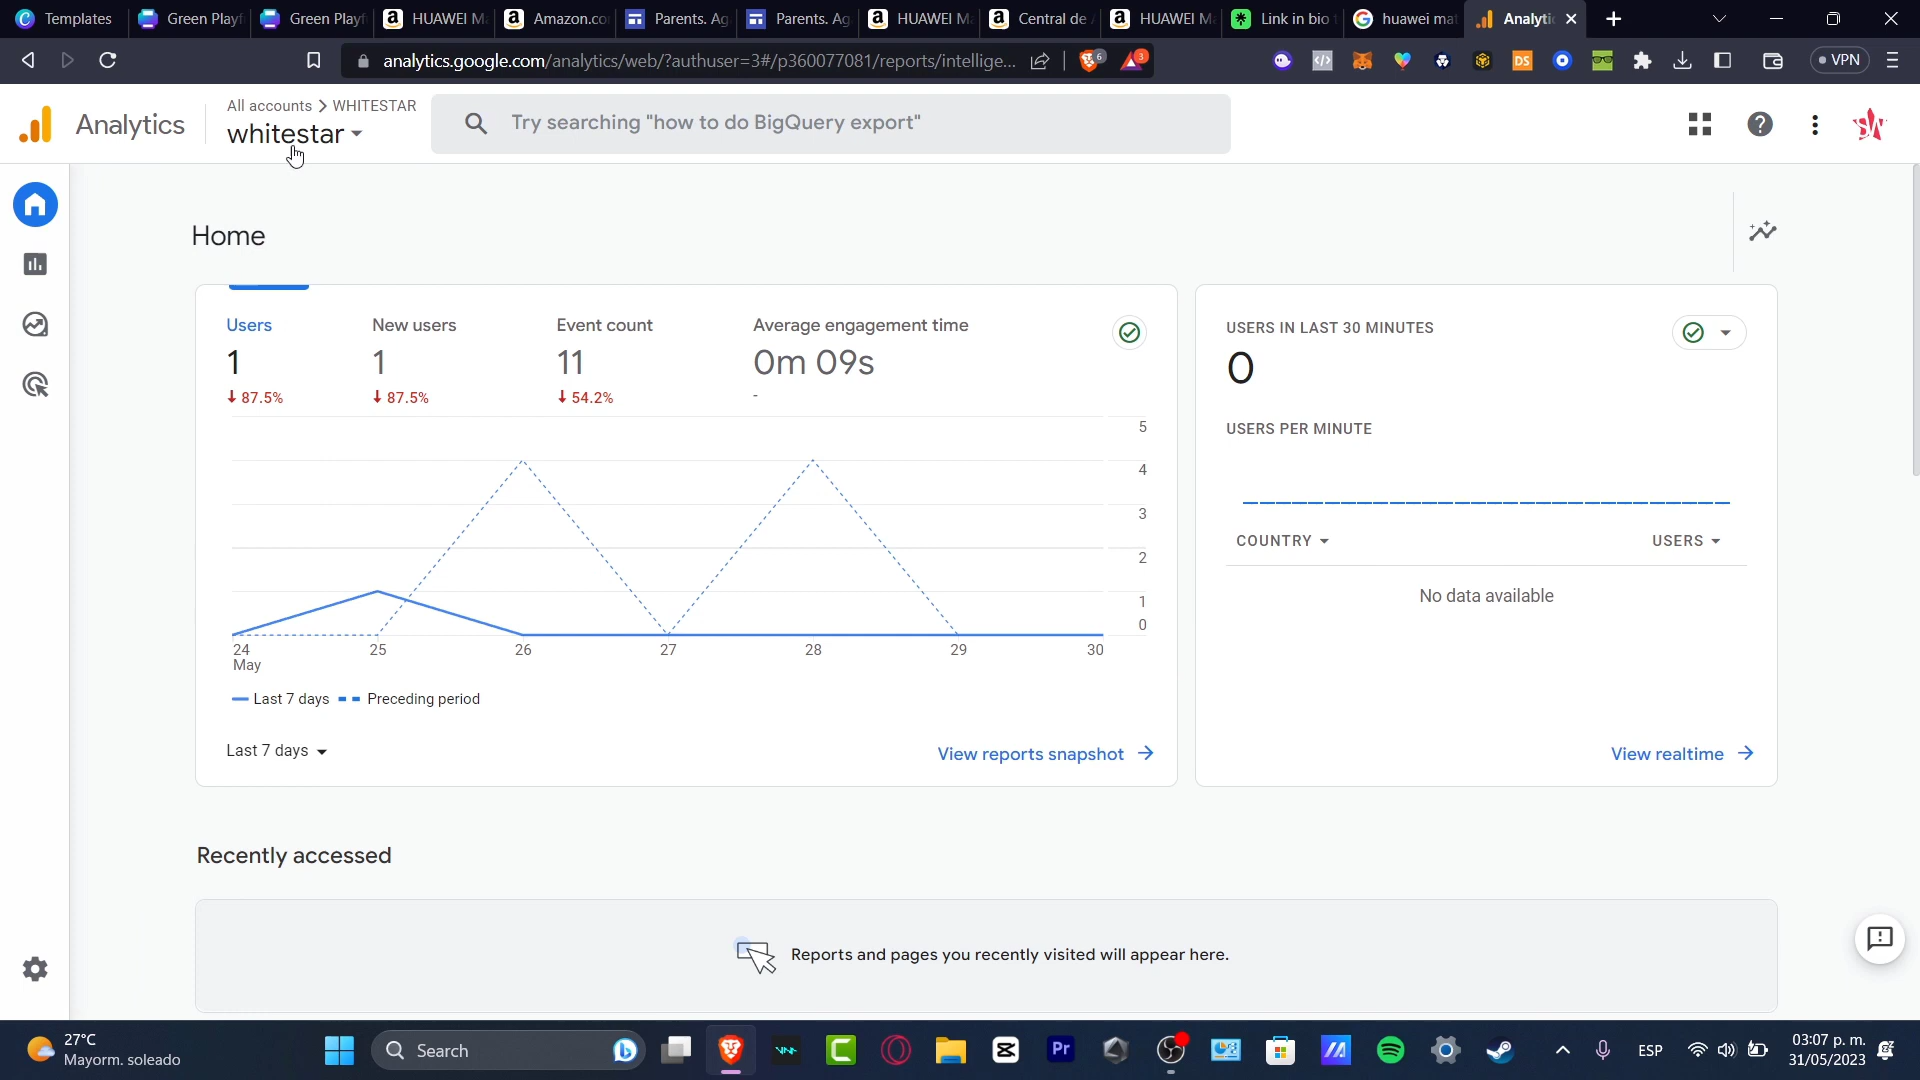 Templates
Green Playf
Green Playf
HUAWEI M
Amazon.co
Parents. Ag
Parents. Ag
HUAWEI M
Central de A
HUAWEI M
Link in bio
huawei mat
Analytic
analytics.google.com/analytics/web/?authuser=3#/p360077081/reports/intellige...
6
3
DS
VPN
Analytics
All accounts > WHITESTAR
whitestar
Try searching "how to do BigQuery export"
Home
Users
1
↓ 87.5%
New users
1
↓ 87.5%
Event count
11
↓ 54.2%
Average engagement time
0m 09s
-
5
4
3
2
1
0
24
May
25
26
27
28
29
30
Last 7 days
Preceding period
Last 7 days
View reports snapshot
USERS IN LAST 30 MINUTES
0
USERS PER MINUTE
COUNTRY
USERS
No data available
View realtime
Recently accessed
Reports and pages you recently visited will appear here.
27°C
Mayorm. soleado
Search
Pr
ESP
03:07 p. m.
31/05/2023